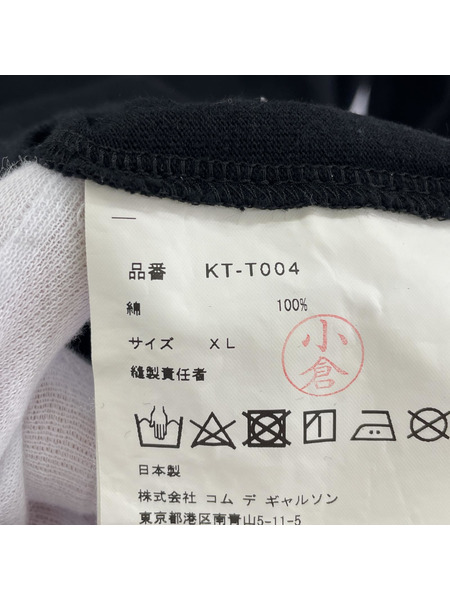 品番 KT-T004
綿 100%
サイズ XL
縫製責任者
小倉
日本製
株式会社 コム デ ギャルソン
東京都港区南青山5-11-5